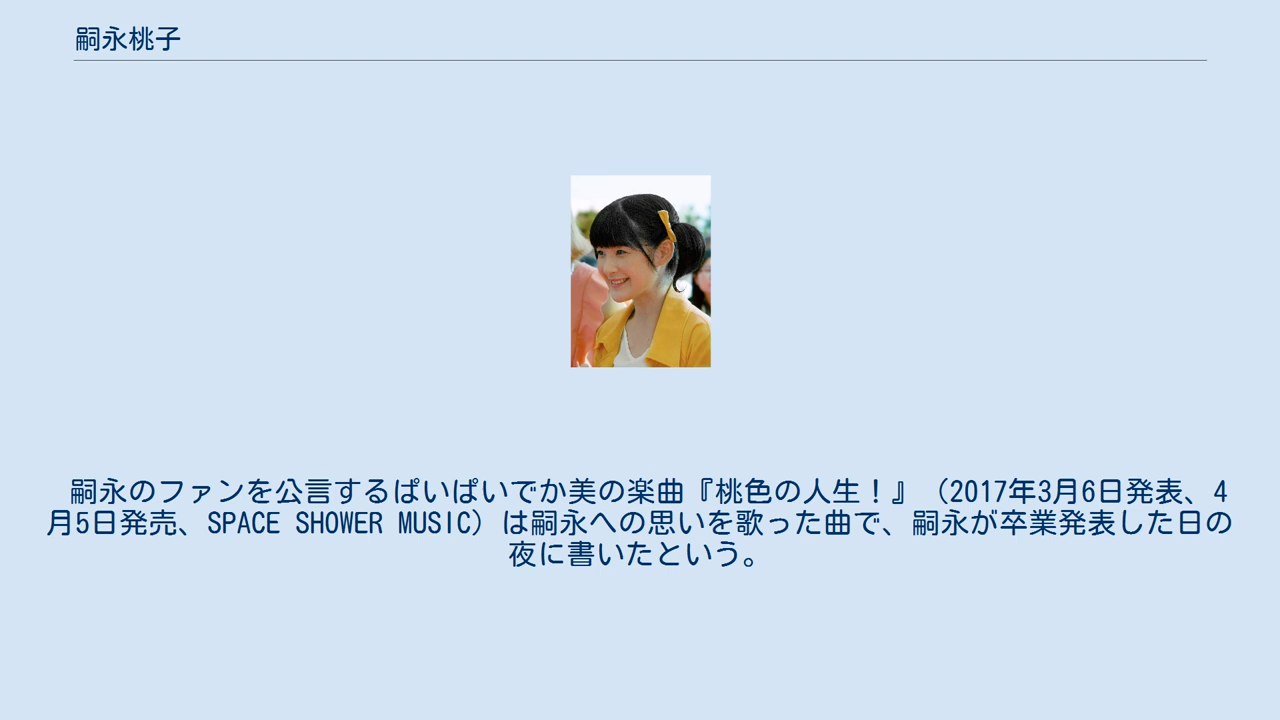 嗣永桃子
嗣永のファンを公言するぱいぱいでか美の楽曲『桃色の人生！』（2017年3月6日発表、4
月5日発売、SPACE SHOWER MUSIC）は嗣永への思いを歌った曲で、嗣永が卒業発表した日の
夜に書いたという。